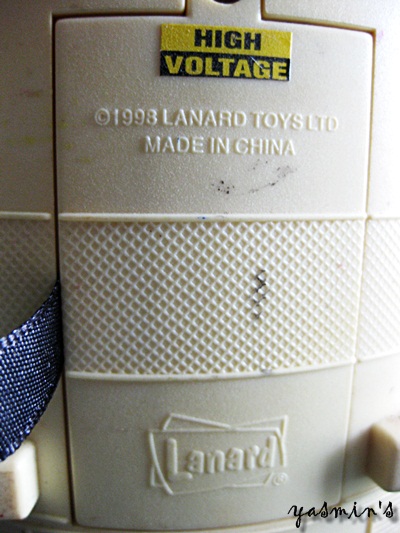 HIGH
VOLTAGE
©1998 LANARD TOYS LTD
MADE IN CHINA
Lanard®
yasmin's